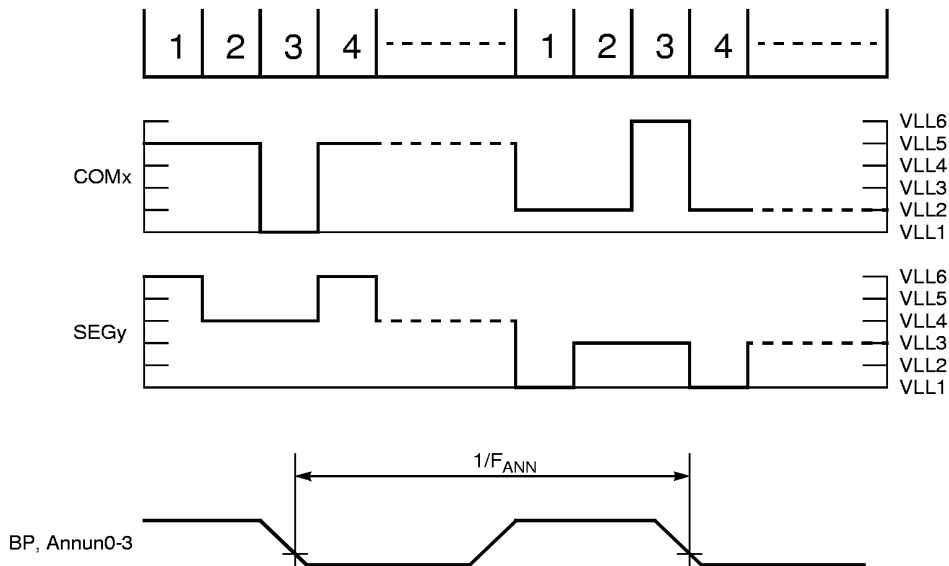 1 2 3 4 1 2 3 4
COMx
VLL6
VLL5
VLL4
VLL3
VLL2
VLL1
SEGy
VLL6
VLL5
VLL4
VLL3
VLL2
VLL1
1/FANN
BP, Annun0-3